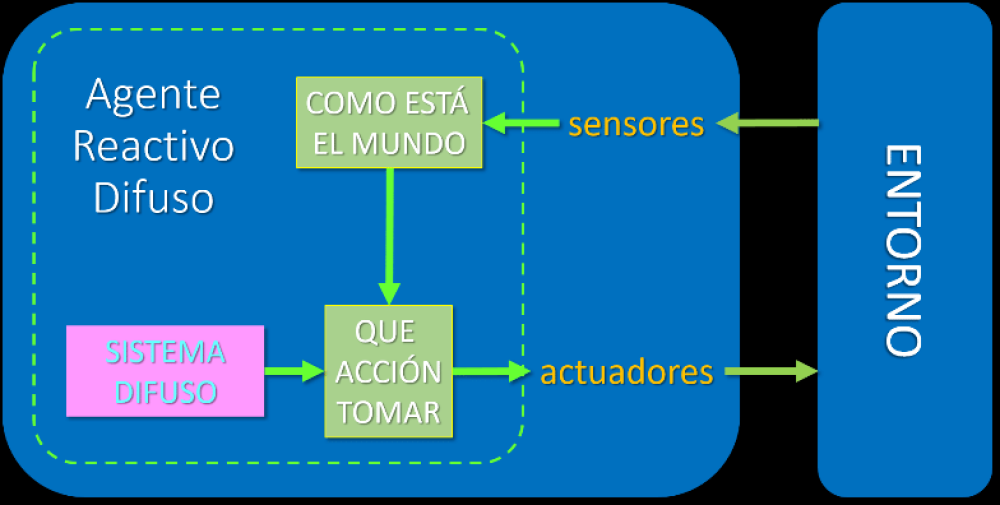 Agente
Reactivo
Difuso
COMO ESTÁ
EL MUNDO
sensores
ENTORNO
SISTEMA
DIFUSO
QUE
ACCIÓN
TOMAR
actuadores